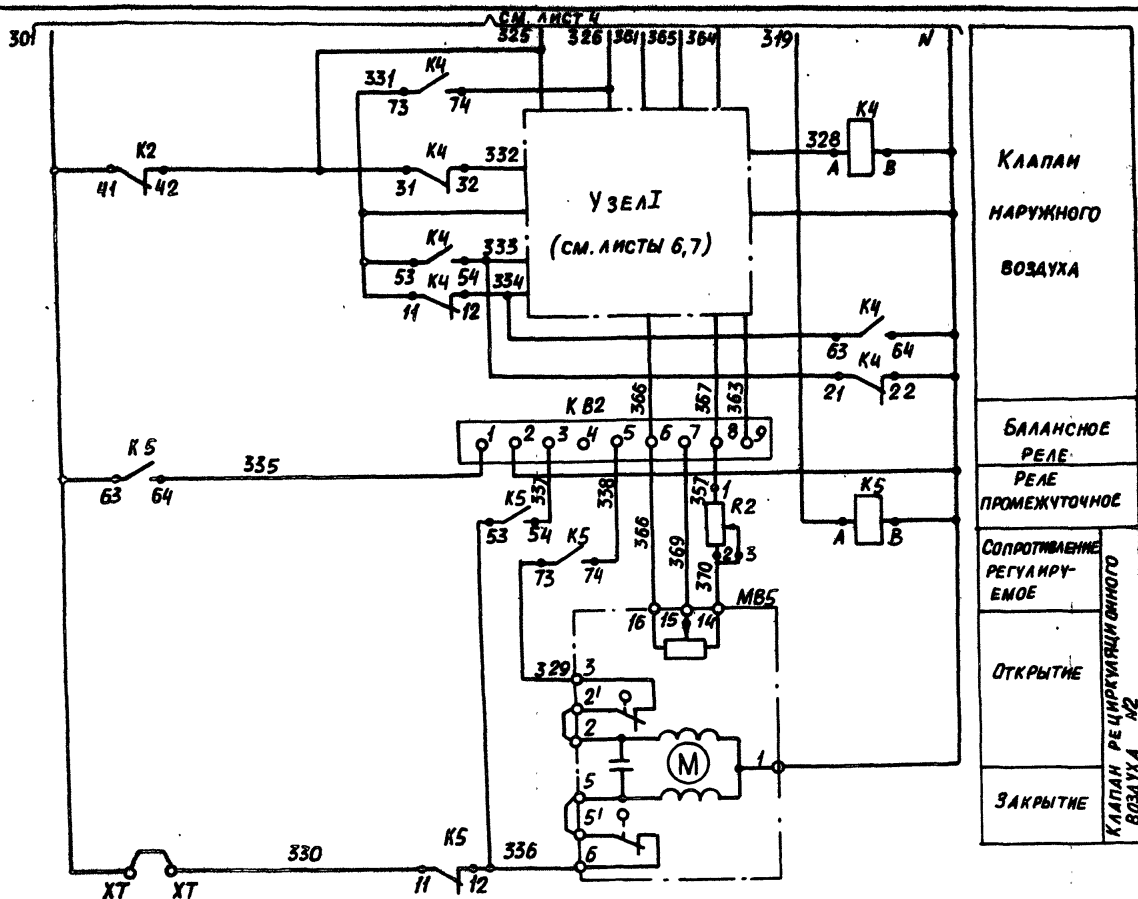 СМ. ЛИСТ 4
301 325 326 361 365 364 319 N
331 К4
73 74
К2 К4 332
41 42 31 32
УЗЕЛ I
(СМ. ЛИСТЫ 6,7)
328 К4
А В
К4 333
53 54
К4 334
11 12
К4
63 64
К4
21 22
366 367 363
КВ2
1 2 3 4 5 6 7 8 9
К5 335
63 64
337 338 357 1
К5
53 54
К5
73 74
366 369 370
R2
2 3
К5
А В
МВ5
16 15 14
329 3
2'
2
М
1
5
5'
6
330 К5 336
ХТ ХТ 11 12
КЛАПАН
НАРУЖНОГО
ВОЗДУХА
БАЛАНСНОЕ
РЕЛЕ
РЕЛЕ
ПРОМЕЖУТОЧНОЕ
СОПРОТИВЛЕНИЕ
РЕГУЛИРУ-
ЕМОЕ
ОТКРЫТИЕ
ЗАКРЫТИЕ
КЛАПАН РЕЦИРКУЛЯЦИОННОГО
ВОЗДУХА №2